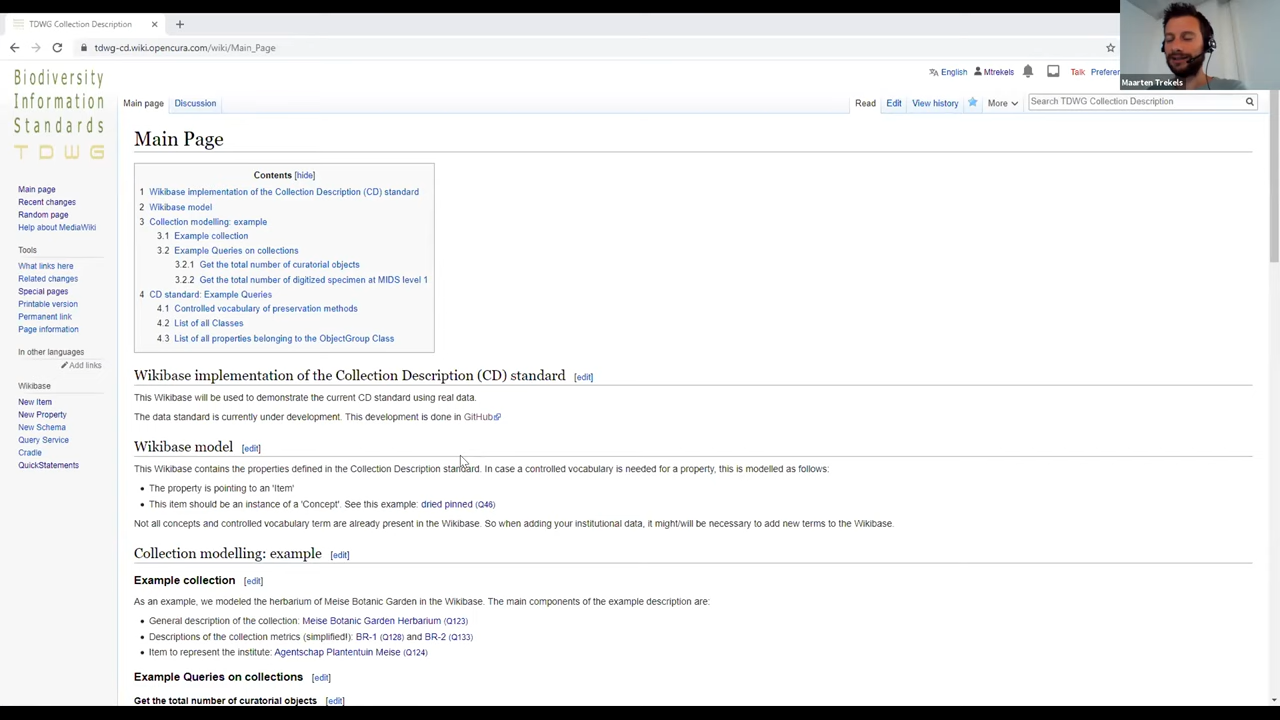 TDWG Collection Description
tdwg-cd.wiki.opencura.com/wiki/Main_Page
Maarten Trekels
Biodiversity
Information
Standards
TDWG
English
Mtrekels
Talk
Prefere
Main page
Discussion
Read
Edit
View history
More
Search TDWG Collection Description
Main Page
Contents [hide]
1 Wikibase implementation of the Collection Description (CD) standard
2 Wikibase model
3 Collection modelling: example
3.1 Example collection
3.2 Example Queries on collections
3.2.1 Get the total number of curatorial objects
3.2.2 Get the total number of digitized specimen at MIDS level 1
4 CD standard: Example Queries
4.1 Controlled vocabulary of preservation methods
4.2 List of all Classes
4.3 List of all properties belonging to the ObjectGroup Class
Main page
Recent changes
Random page
Help about MediaWiki
Tools
What links here
Related changes
Special pages
Printable version
Permanent link
Page information
In other languages
Add links
Wikibase
New Item
New Property
New Schema
Query Service
Cradle
QuickStatements
Wikibase implementation of the Collection Description (CD) standard [edit]
This Wikibase will be used to demonstrate the current CD standard using real data.
The data standard is currently under development. This development is done in GitHub
Wikibase model [edit]
This Wikibase contains the properties defined in the Collection Description standard. In case a controlled vocabulary is needed for a property, this is modelled as follows:
• The property is pointing to an 'Item'
• This item should be an instance of a 'Concept'. See this example: dried pinned (Q46)
Not all concepts and controlled vocabulary term are already present in the Wikibase. So when adding your institutional data, it might/will be necessary to add new terms to the Wikibase.
Collection modelling: example [edit]
Example collection [edit]
As an example, we modeled the herbarium of Meise Botanic Garden in the Wikibase. The main components of the example description are:
• General description of the collection: Meise Botanic Garden Herbarium (Q123)
• Descriptions of the collection metrics (simplified!): BR-1 (Q128) and BR-2 (Q133)
• Item to represent the institute: Agentschap Plantentuin Meise (Q124)
Example Queries on collections [edit]
Get the total number of curatorial objects [edit]